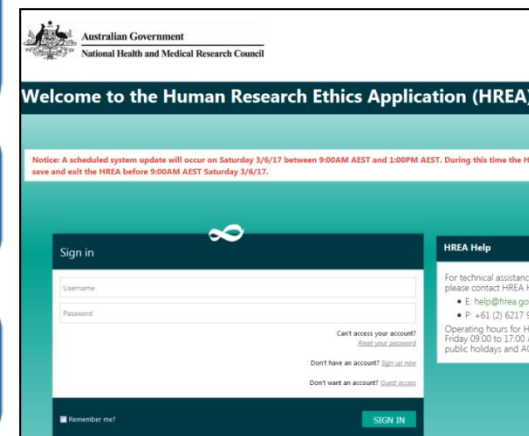 Australian Government
National Health and Medical Research Council
Welcome to the Human Research Ethics Application (HREA)
Notice: A scheduled system update will occur on Saturday 3/6/17 between 9:00AM AEST and 1:00PM AEST. During this time the
save and exit the HREA before 9:00AM AEST Saturday 3/6/17.
Sign in
Username
Password
Can't access your account?
Reset your password
Don't have an account? Sign up now
Don't want an account? Guest access
Remember me?
SIGN IN
HREA Help
For technical
please contact HREA
• E: help@hrea.go
• P: +61 (2) 6217 9
Operating hours for
Friday 09:00 to 17:00
public holidays and